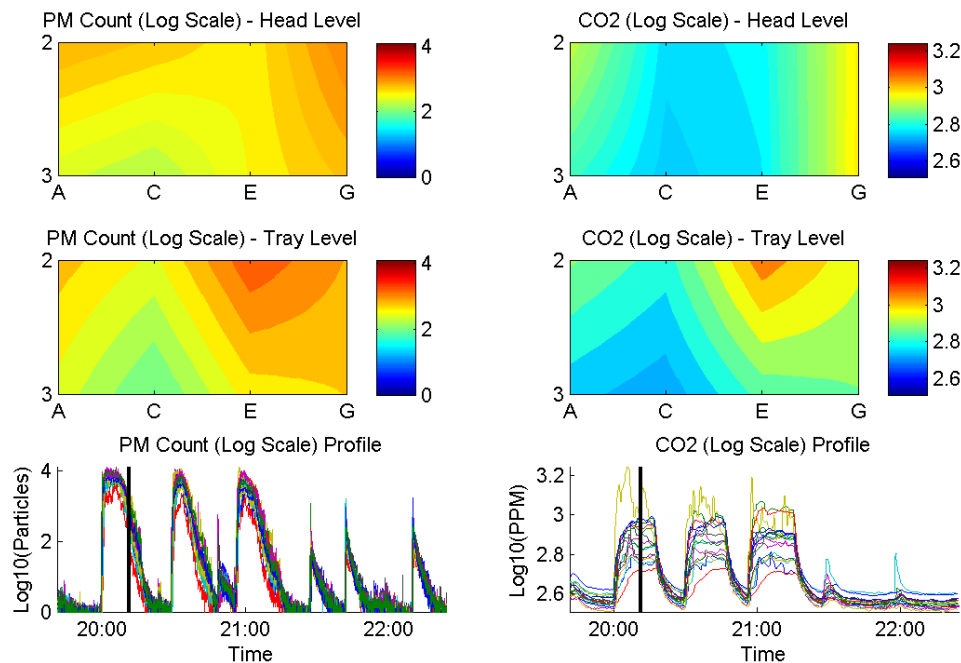 PM Count (Log Scale) - Head Level
2
3
A C E G
4
2
0
CO2 (Log Scale) - Head Level
2
3
A C E G
3.2
3
2.8
2.6
PM Count (Log Scale) - Tray Level
2
3
A C E G
4
2
0
CO2 (Log Scale) - Tray Level
2
3
A C E G
3.2
3
2.8
2.6
PM Count (Log Scale) Profile
Log10(Particles)
4
2
0
20:00 21:00 22:00
Time
CO2 (Log Scale) Profile
Log10(PPM)
3.2
3
2.8
2.6
20:00 21:00 22:00
Time